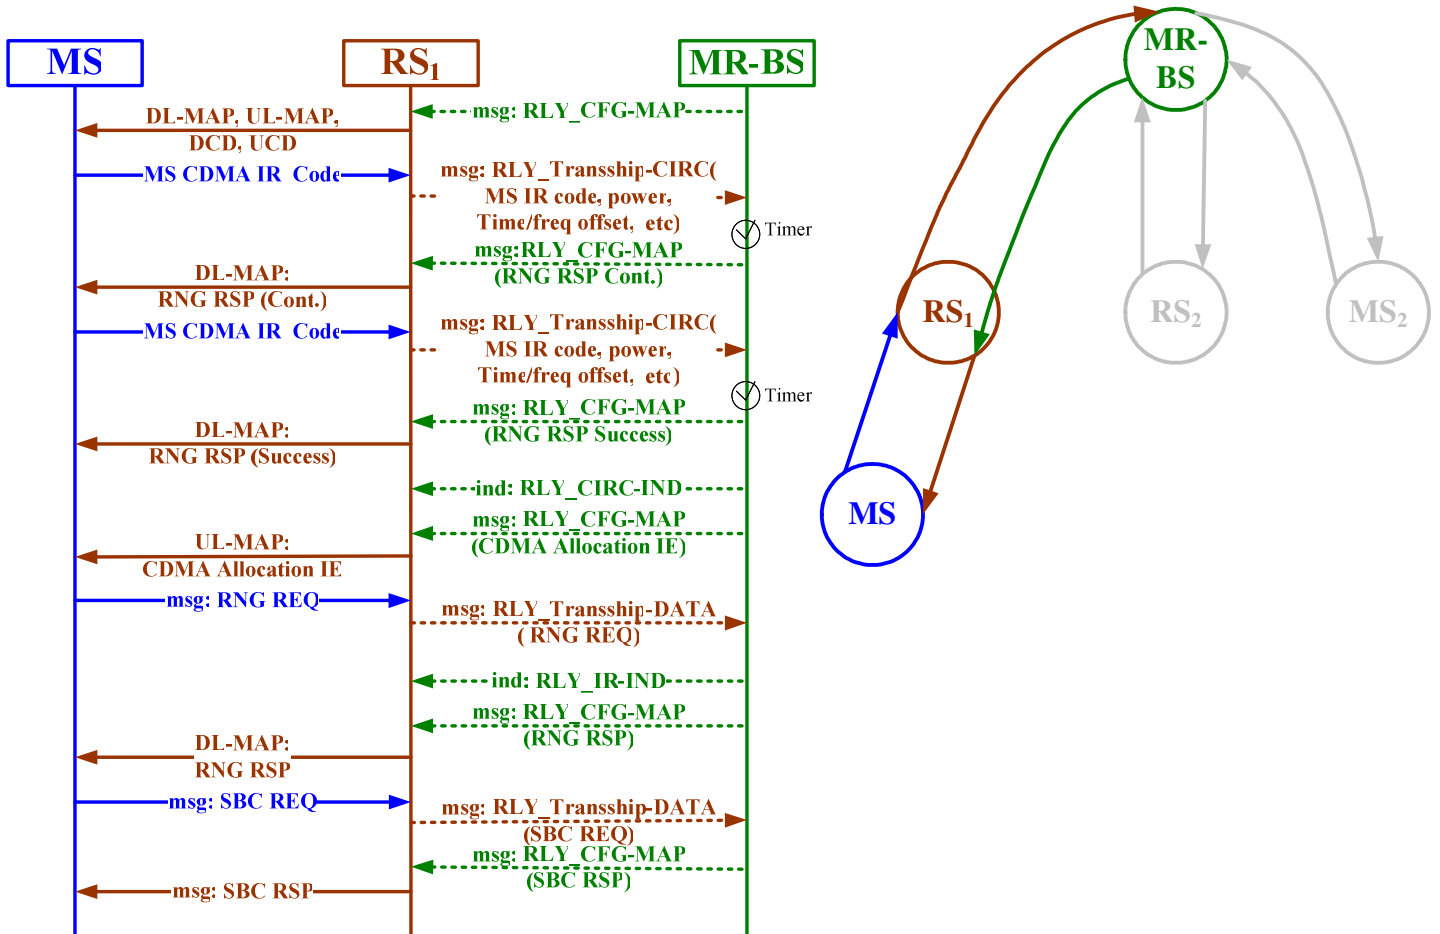 MS
RS1
MR-BS
msg: RLY_CFG-MAP
DL-MAP, UL-MAP,
DCD, UCD
MS CDMA IR Code
msg: RLY_Transship-CIRC(
MS IR code, power,
Time/freq offset, etc)
Timer
msg:RLY_CFG-MAP
(RNG RSP Cont.)
DL-MAP:
RNG RSP (Cont.)
MS CDMA IR Code
msg: RLY_Transship-CIRC(
MS IR code, power,
Time/freq offset, etc)
Timer
msg: RLY_CFG-MAP
(RNG RSP Success)
DL-MAP:
RNG RSP (Success)
ind: RLY_CIRC-IND
msg: RLY_CFG-MAP
(CDMA Allocation IE)
UL-MAP:
CDMA Allocation IE
msg: RNG REQ
msg: RLY_Transship-DATA
( RNG REQ)
ind: RLY_IR-IND
msg: RLY_CFG-MAP
(RNG RSP)
DL-MAP:
RNG RSP
msg: SBC REQ
msg: RLY_Transship-DATA
(SBC REQ)
msg: RLY_CFG-MAP
(SBC RSP)
msg: SBC RSP
MR-
BS
RS1
RS2
MS2
MS